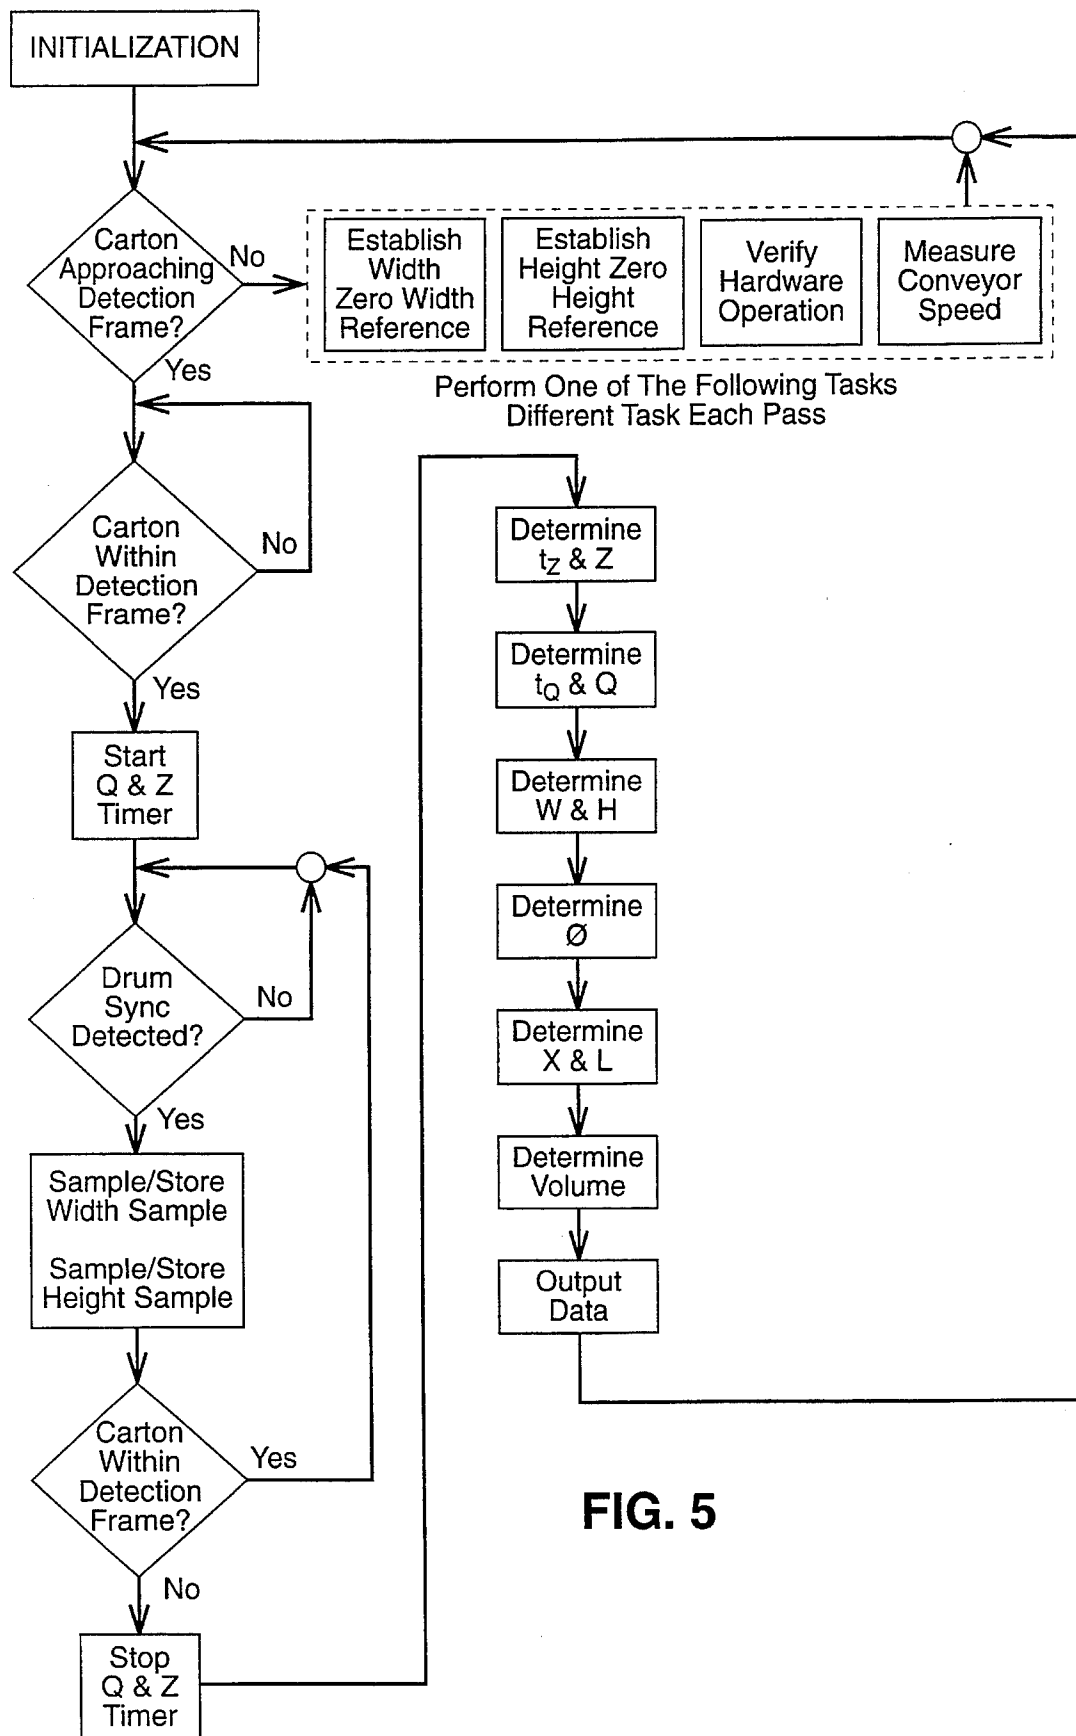 INITIALIZATION
Carton
Approaching
Detection
Frame?
No
Yes
Establish
Width
Zero Width
Reference
Establish
Height Zero
Height
Reference
Verify
Hardware
Operation
Measure
Conveyor
Speed
Perform One of The Following Tasks
Different Task Each Pass
Carton
Within
Detection
Frame?
No
Yes
Start
Q & Z
Timer
Drum
Sync
Detected?
No
Yes
Sample/Store
Width Sample
Sample/Store
Height Sample
Carton
Within
Detection
Frame?
Yes
No
Stop
Q & Z
Timer
Determine
tZ & Z
Determine
tQ & Q
Determine
W & H
Determine
Ø
Determine
X & L
Determine
Volume
Output
Data
FIG. 5